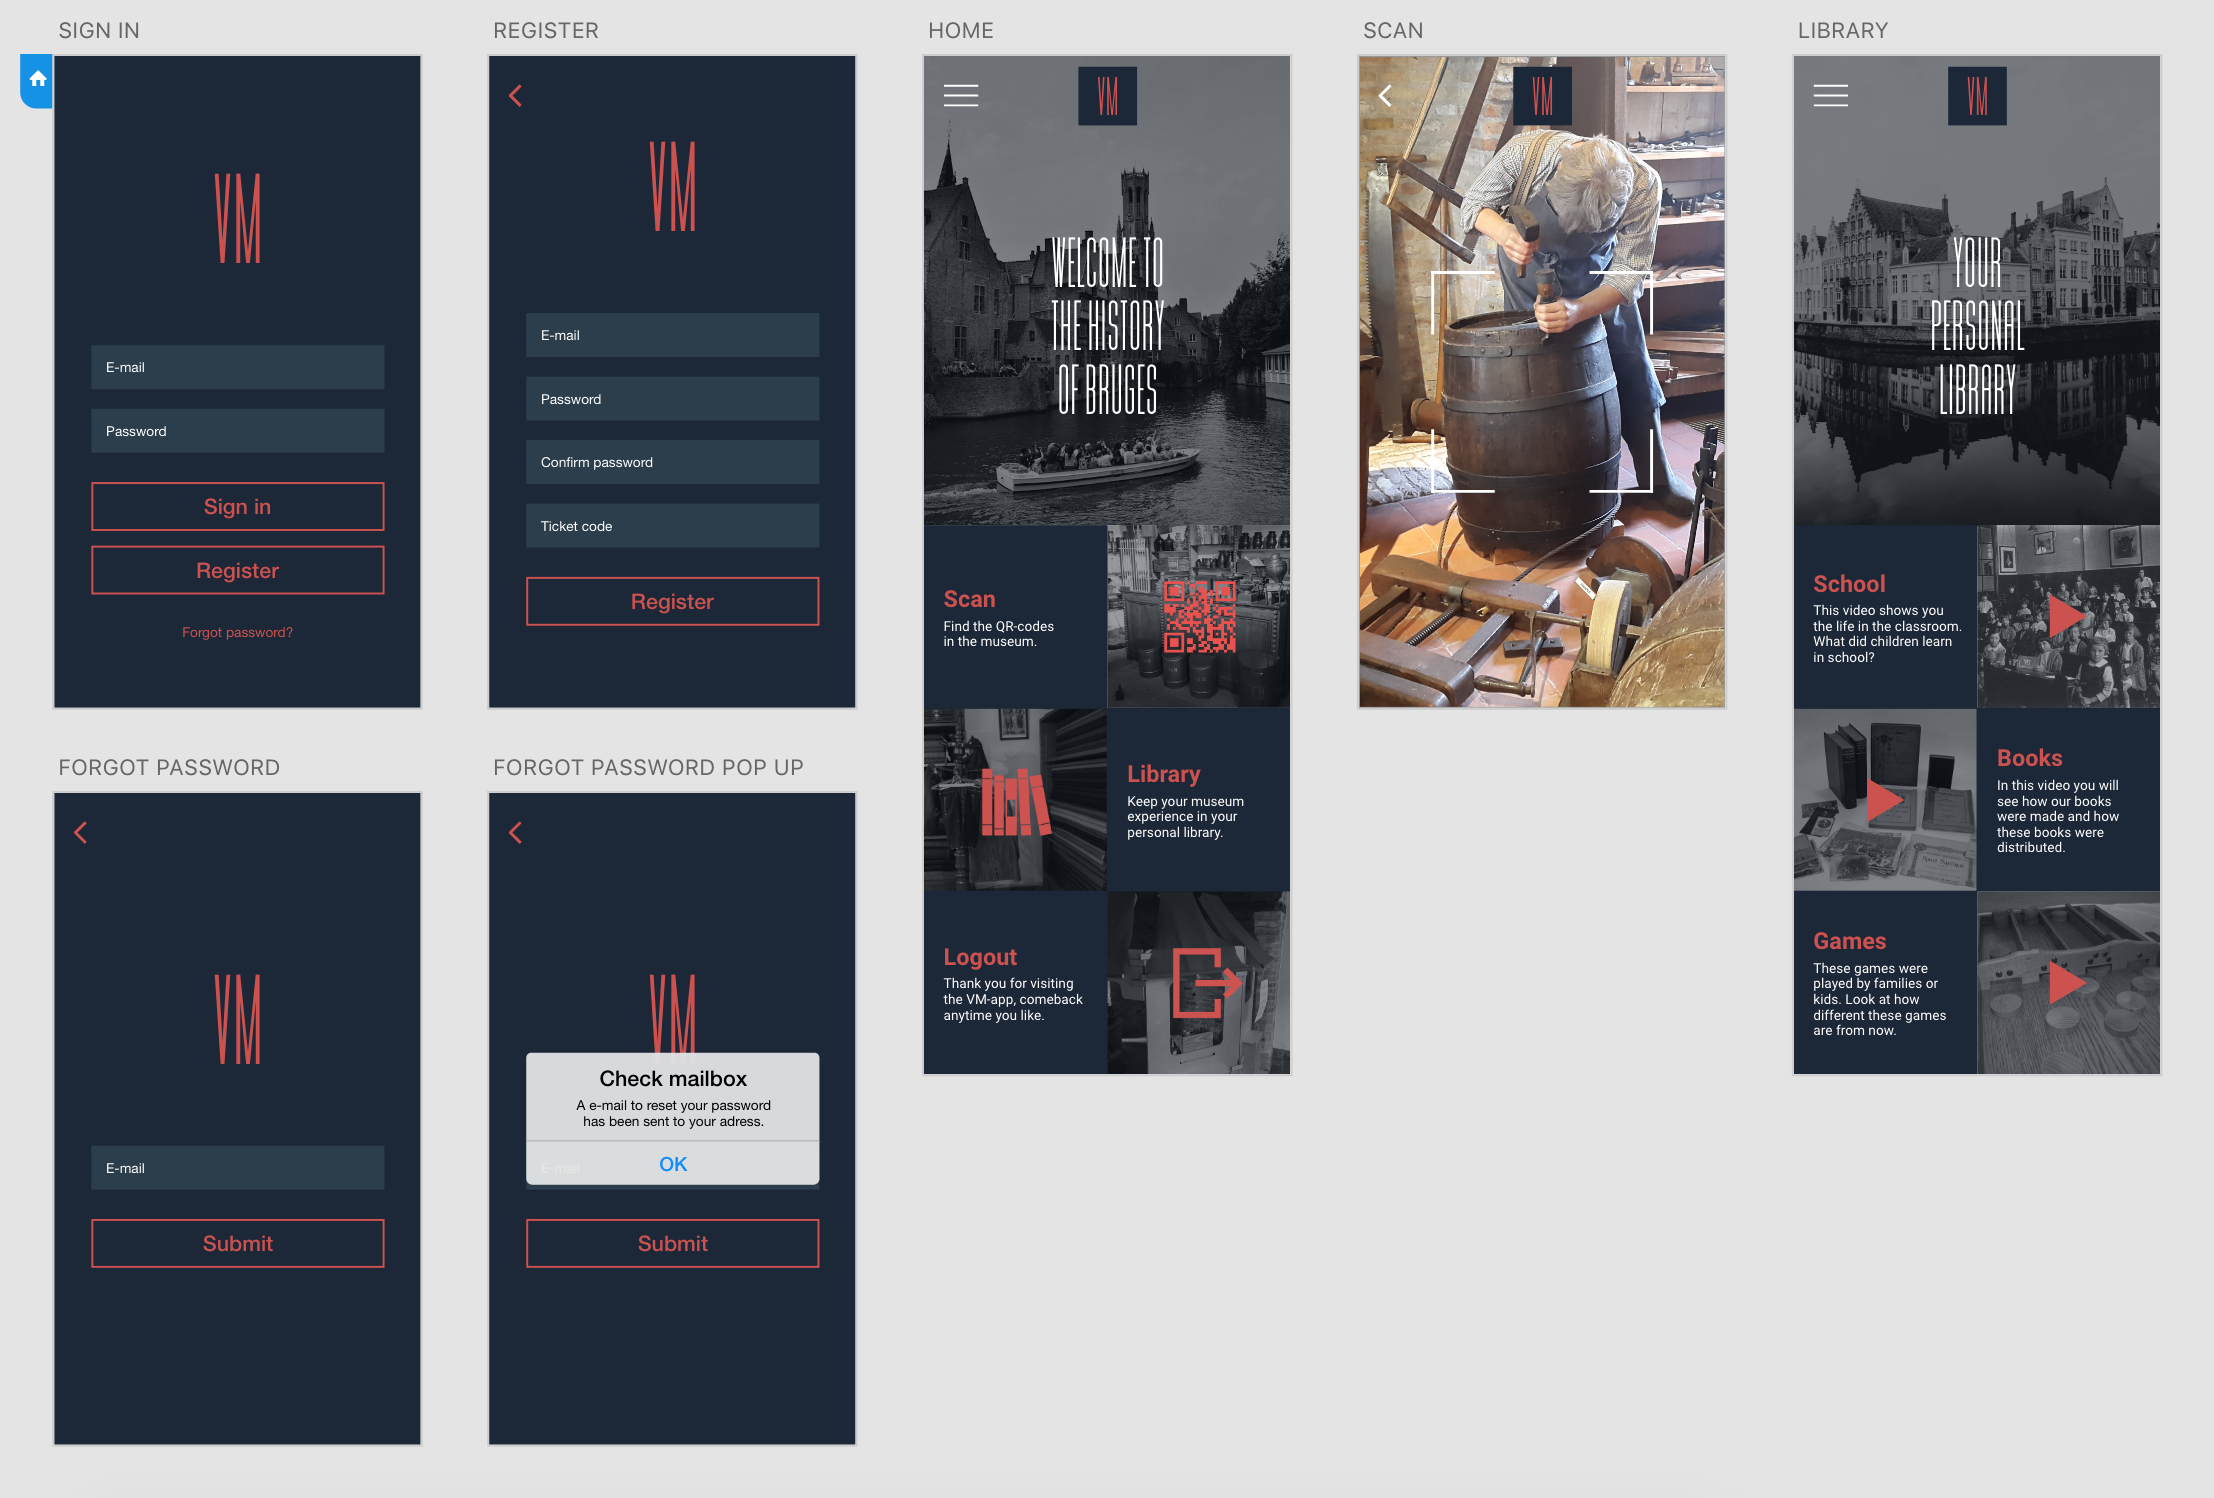 SIGN IN
VM
E-mail
Password
Sign in
Register
Forgot password?
REGISTER
VM
E-mail
Password
Confirm password
Ticket code
Register
HOME
VM
WELCOME TO
THE HISTORY
OF BRUGES
Scan
Find the QR-codes
in the museum.
Library
Keep your museum
experience in your
personal library.
Logout
Thank you for visiting
the VM-app, comeback
anytime you like.
SCAN
VM
LIBRARY
VM
YOUR
PERSONAL
LIBRARY
School
This video shows you
the life in the classroom.
What did children learn
in school?
Books
In this video you will
see how our books
were made and how
these books were
distributed.
Games
These games were
played by families or
kids. Look at how
different these games
are from now.
FORGOT PASSWORD
VM
E-mail
Submit
FORGOT PASSWORD POP UP
VM
Check mailbox
A e-mail to reset your password
has been sent to your adress.
E-mail
OK
Submit